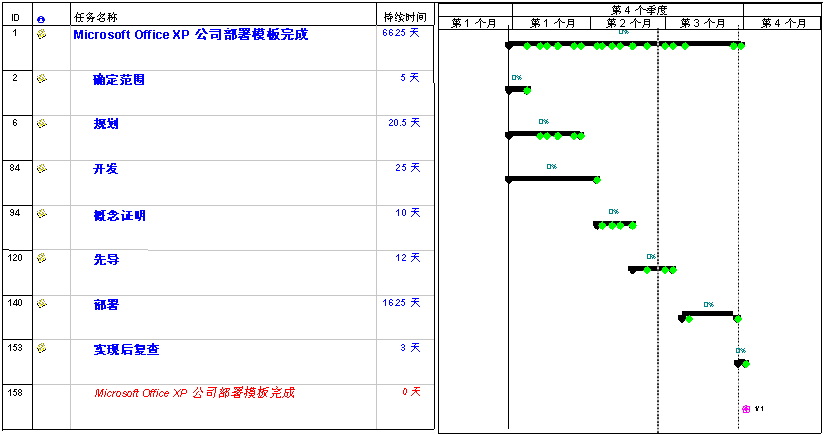 第 4 个季度
ID 任务名称 持续时间 第 1 个月 第 1 个月 第 2 个月 第 3 个月 第 4 个月
1 Microsoft Office XP 公司部署模板完成 66.25 天 0%
2 确定范围 5 天 0%
6 规划 20.5 天 0%
84 开发 25 天 0%
94 概念证明 10 天 0%
120 先导 12 天 0%
140 部署 16.25 天 0%
153 实现后复查 3 天 0%
158 Microsoft Office XP 公司部署模板完成 0 天 1/1